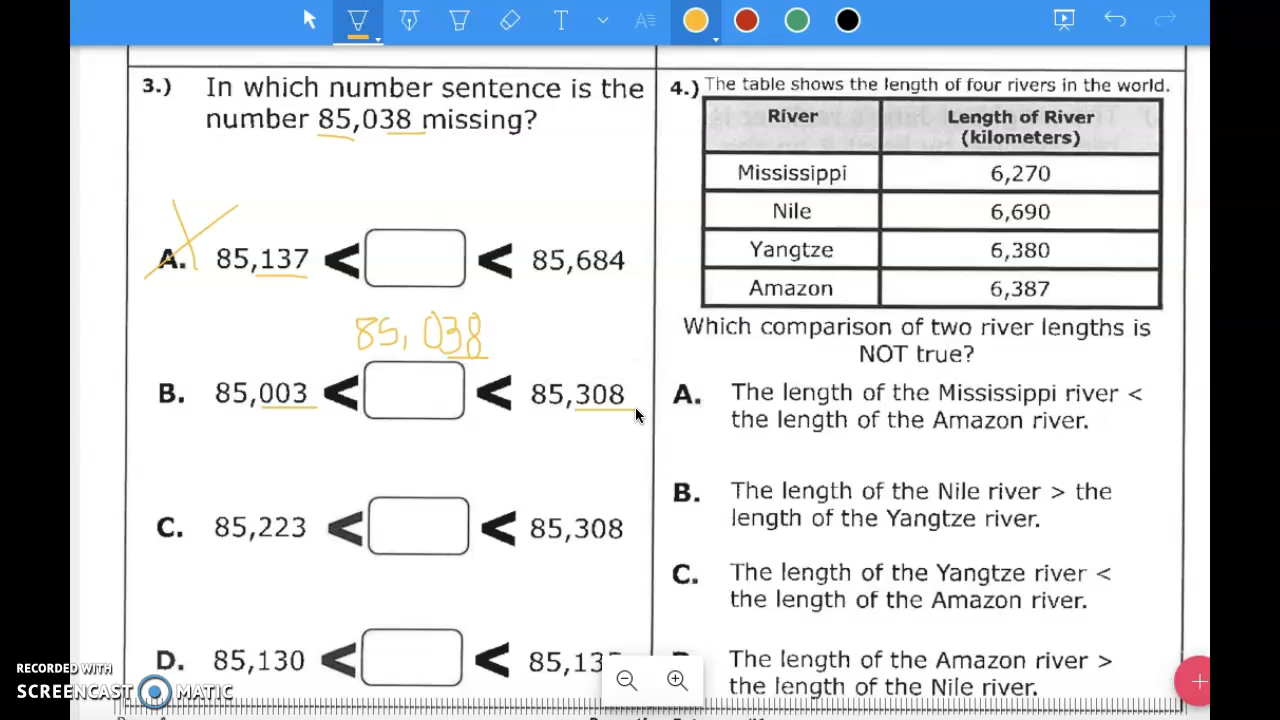 3.) In which number sentence is the
number 85,038 missing?
A. 85,137 < < 85,684
85,038
B. 85,003 < < 85,308
C. 85,223 < < 85,308
D. 85,130 < <
4.) The table shows the length of four rivers in the world.
River Length of River
(kilometers)
Mississippi 6,270
Nile 6,690
Yangtze 6,380
Amazon 6,387
Which comparison of two river lengths is
NOT true?
A. The length of the Mississippi river <
the length of the Amazon river.
B. The length of the Nile river > the
length of the Yangtze river.
C. The length of the Yangtze river <
the length of the Amazon river.
The length of the Amazon river >
the length of the Nile river.
RECORDED WITH
SCREENCAST MATIC